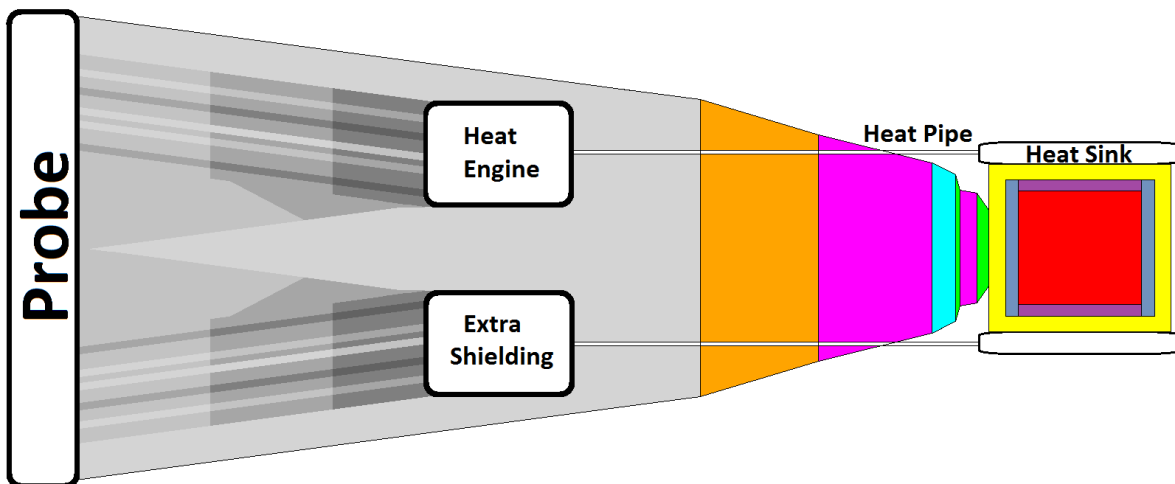 Probe
Heat
Engine
Heat Pipe
Heat Sink
Extra
Shielding